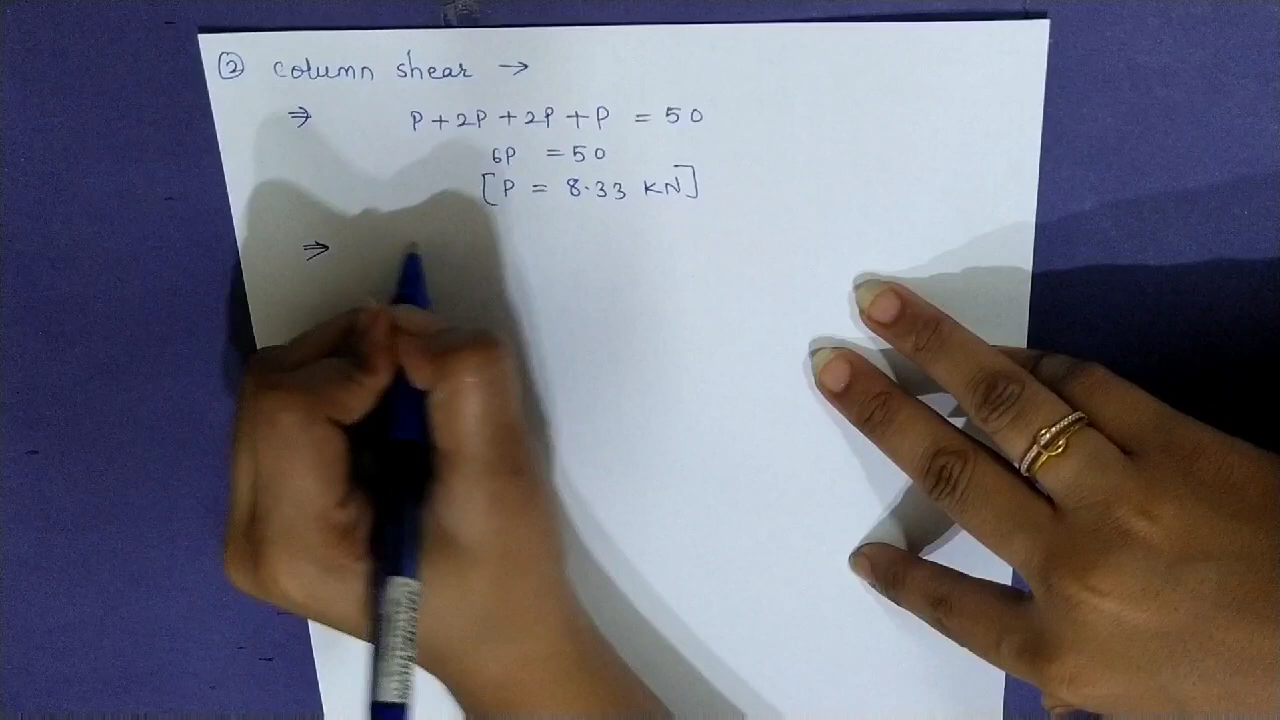 ② column shear →
⇒ P + 2P + 2P + P = 50
6P = 50
[P = 8.33 KN]
⇒